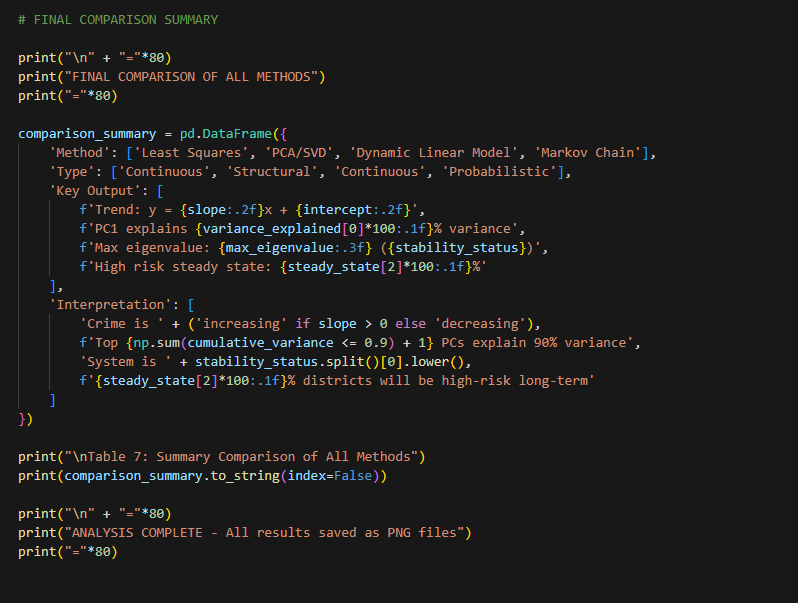 # FINAL COMPARISON SUMMARY
print("\n" + "="*80)
print("FINAL COMPARISON OF ALL METHODS")
print("="*80)
comparison_summary = pd.DataFrame({
    'Method': ['Least Squares', 'PCA/SVD', 'Dynamic Linear Model', 'Markov Chain'],
    'Type': ['Continuous', 'Structural', 'Continuous', 'Probabilistic'],
    'Key Output': [
        f'Trend: y = {slope:.2f}x + {intercept:.2f}',
        f'PC1 explains {variance_explained[0]*100:.1f}% variance',
        f'Max eigenvalue: {max_eigenvalue:.3f} ({stability_status})',
        f'High risk steady state: {steady_state[2]*100:.1f}%'
    ],
    'Interpretation': [
        'Crime is ' + ('increasing' if slope > 0 else 'decreasing'),
        f'Top {np.sum(cumulative_variance <= 0.9) + 1} PCs explain 90% variance',
        'System is ' + stability_status.split()[0].lower(),
        f'{steady_state[2]*100:.1f}% districts will be high-risk long-term'
    ]
})
print("\nTable 7: Summary Comparison of All Methods")
print(comparison_summary.to_string(index=False))
print("\n" + "="*80)
print("ANALYSIS COMPLETE - All results saved as PNG files")
print("="*80)